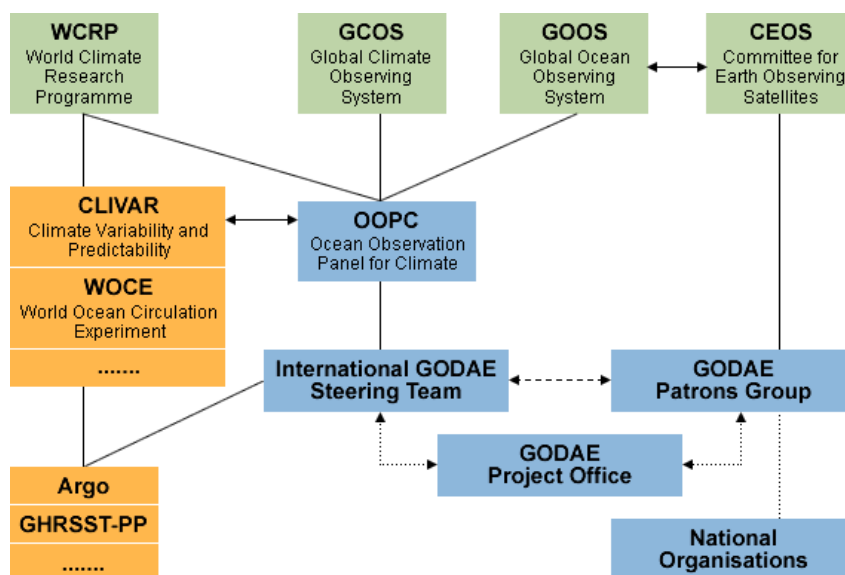 WCRP
World Climate
Research
Programme
GCOS
Global Climate
Observing
System
GOOS
Global Ocean
Observing
System
CEOS
Committee for
Earth Observing
Satellites
CLIVAR
Climate Variability and
Predictability
WOCE
World Ocean Circulation
Experiment
.......
OOPC
Ocean Observation
Panel for Climate
International GODAE
Steering Team
GODAE
Patrons Group
GODAE
Project Office
Argo
GHRSST-PP
.......
National
Organisations